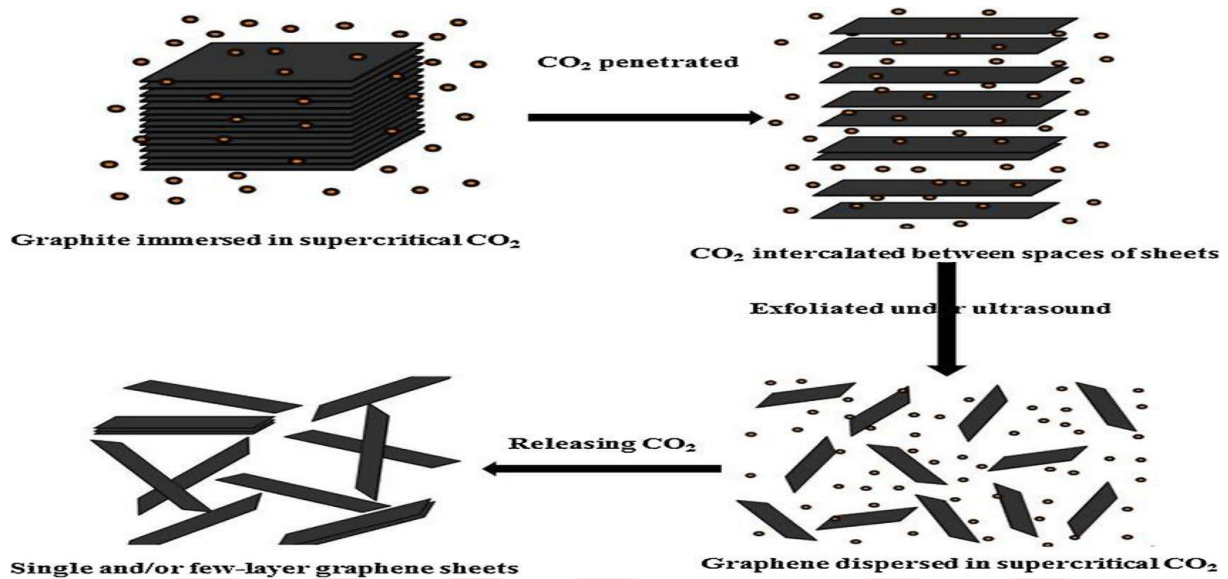 CO₂ penetrated
Graphite immersed in supercritical CO₂
CO₂ intercalated between spaces of sheets
Exfoliated under ultrasound
Releasing CO₂
Single and/or few-layer graphene sheets
Graphene dispersed in supercritical CO₂